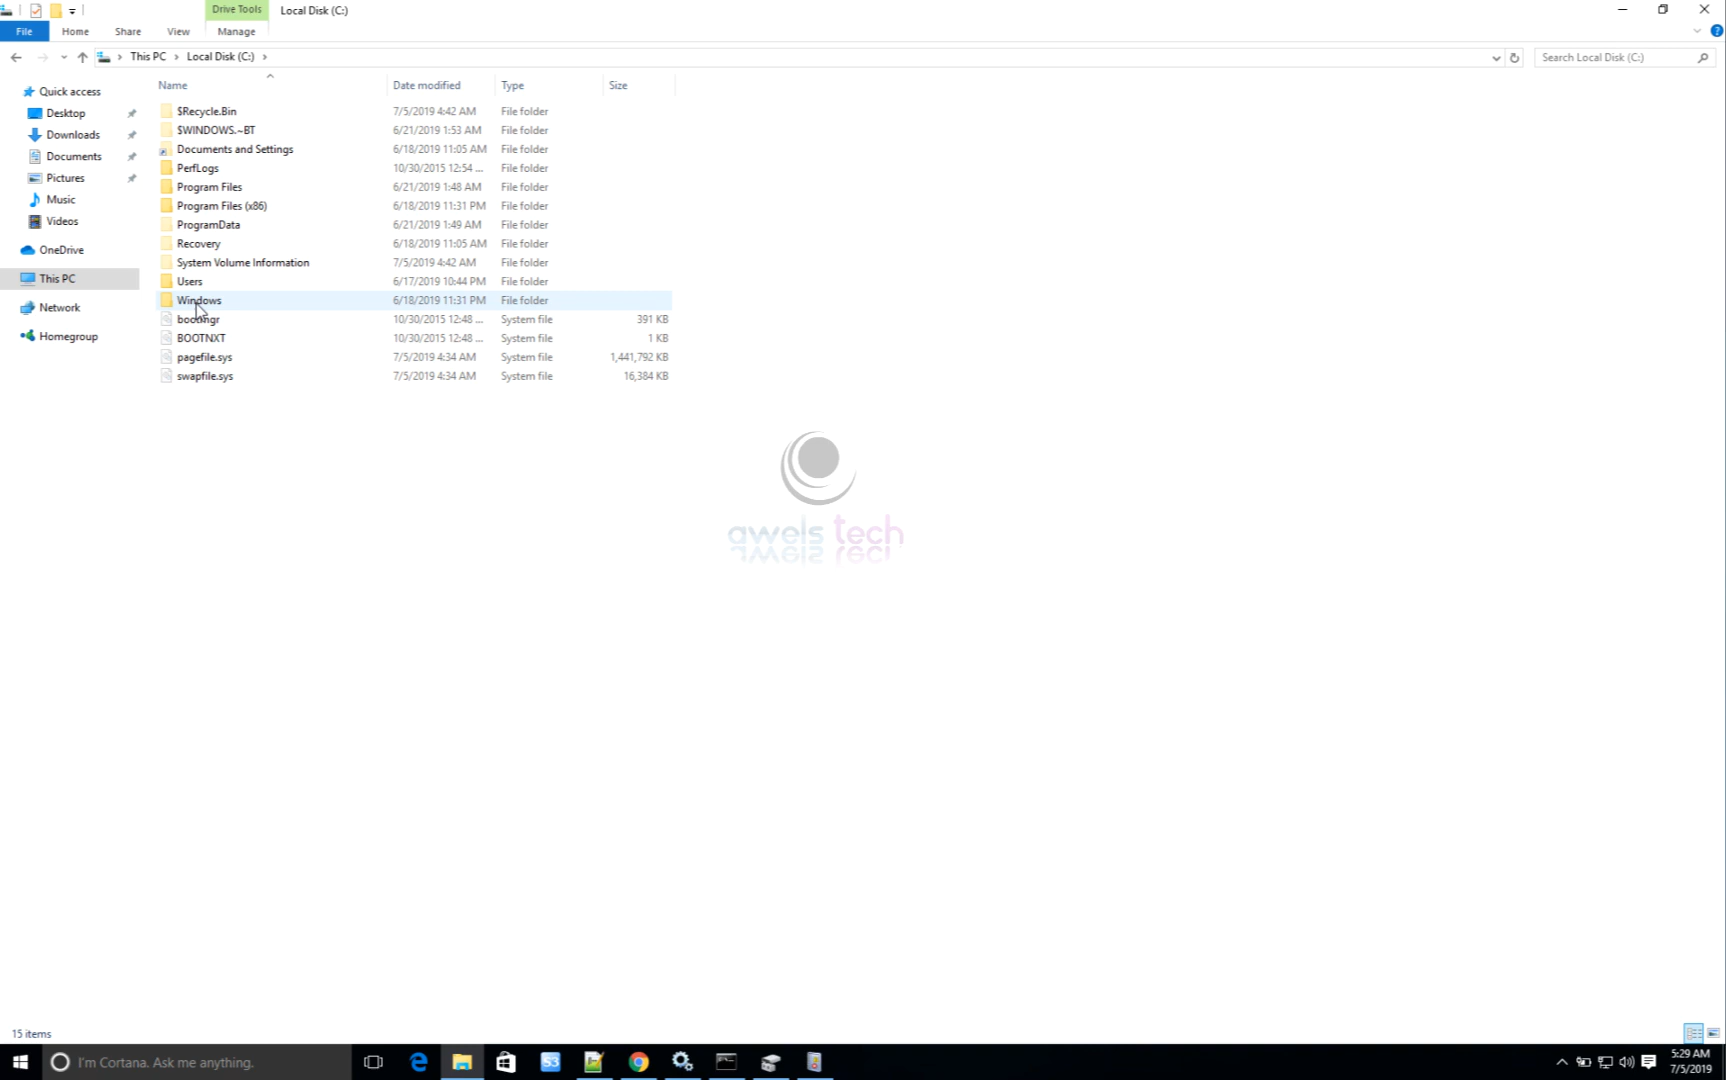 Drive Tools Local Disk (C:)
File Home Share View Manage
This PC Local Disk (C:) Search Local Disk (C:)
Name Date modified Type Size
Quick access
Desktop
Downloads
Documents
Pictures
Music
Videos
OneDrive
This PC
Network
Homegroup
$Recycle.Bin 7/5/2019 4:42 AM File folder
$WINDOWS.~BT 6/21/2019 1:53 AM File folder
Documents and Settings 6/18/2019 11:05 AM File folder
PerfLogs 10/30/2015 12:54 ... File folder
Program Files 6/21/2019 1:48 AM File folder
Program Files (x86) 6/18/2019 11:31 PM File folder
ProgramData 6/21/2019 1:49 AM File folder
Recovery 6/18/2019 11:05 AM File folder
System Volume Information 7/5/2019 4:42 AM File folder
Users 6/17/2019 10:44 PM File folder
Windows 6/18/2019 11:31 PM File folder
bootmgr 10/30/2015 12:48 ... System file 391 KB
BOOTNXT 10/30/2015 12:48 ... System file 1 KB
pagefile.sys 7/5/2019 4:34 AM System file 1,441,792 KB
swapfile.sys 7/5/2019 4:34 AM System file 16,384 KB
qwels tech
15 items
I'm Cortana. Ask me anything.
S3
5:29 AM
7/5/2019